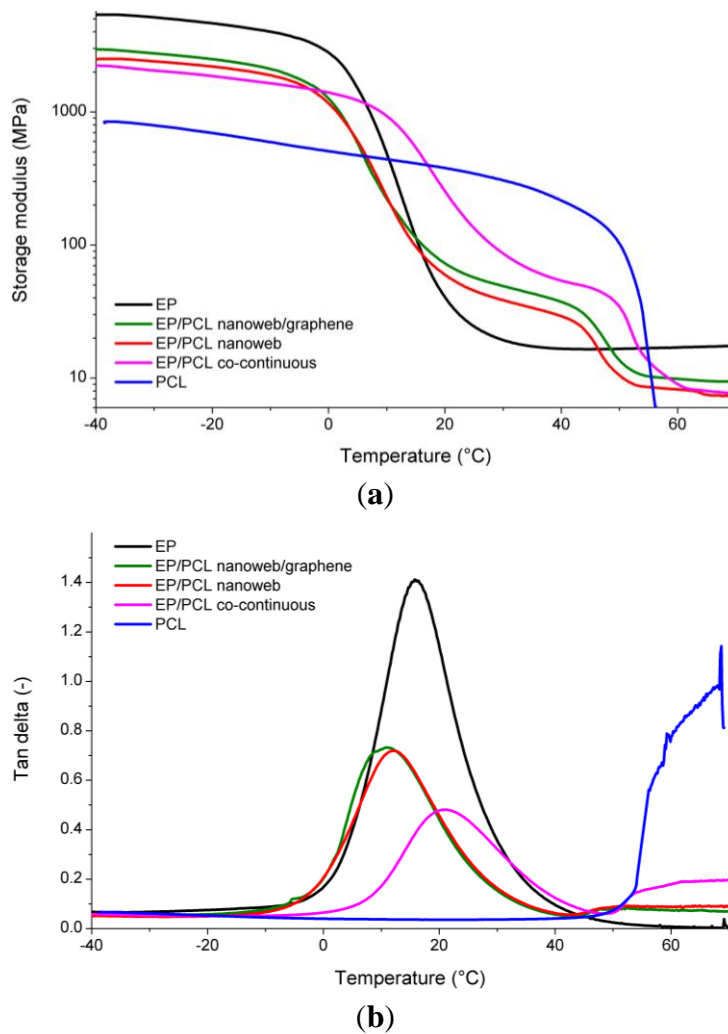 1000
100
10
Storage modulus (MPa)
EP
EP/PCL nanoweb/graphene
EP/PCL nanoweb
EP/PCL co-continuous
PCL
-40 -20 0 20 40 60
Temperature (°C)
(a)
EP
EP/PCL nanoweb/graphene
EP/PCL nanoweb
EP/PCL co-continuous
PCL
1.4
1.2
1.0
0.8
0.6
0.4
0.2
0.0
Tan delta (-)
-40 -20 0 20 40 60
Temperature (°C)
(b)